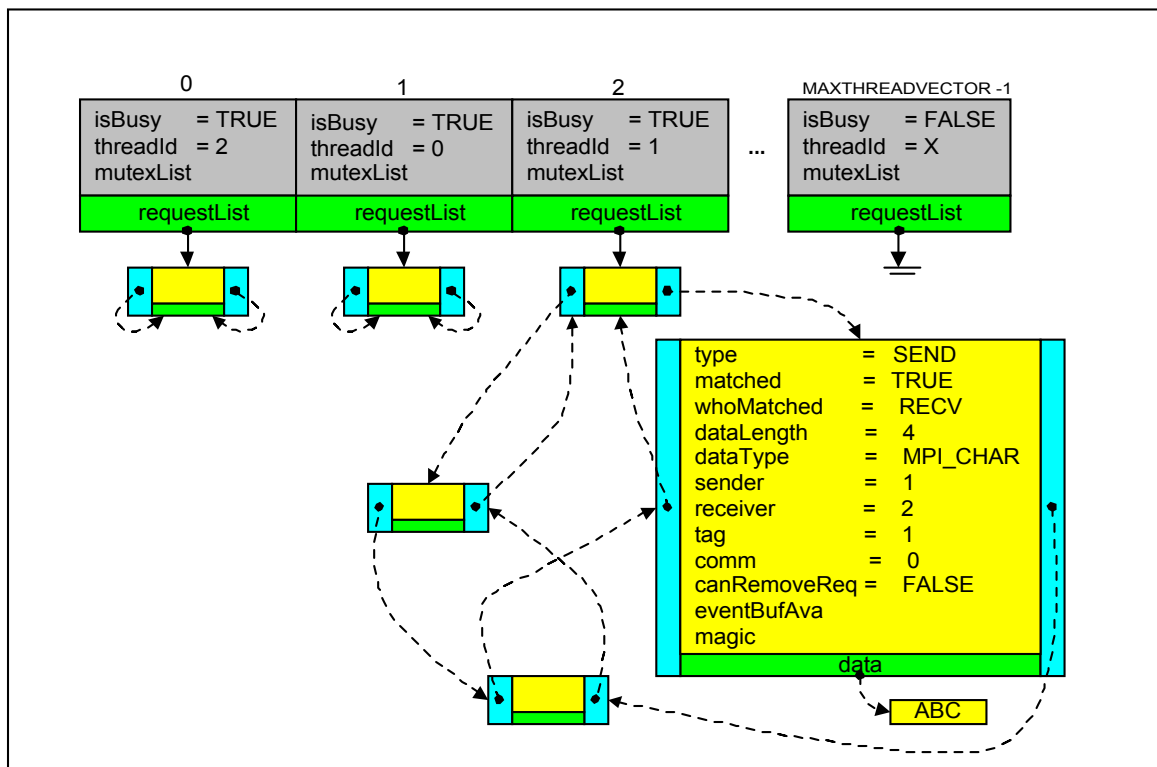 0
1
2
MAXTHREADVECTOR -1
isBusy = TRUE
threadId = 2
mutexList
requestList
isBusy = TRUE
threadId = 0
mutexList
requestList
isBusy = TRUE
threadId = 1
mutexList
requestList
...
isBusy = FALSE
threadId = X
mutexList
requestList
type = SEND
matched = TRUE
whoMatched = RECV
dataLength = 4
dataType = MPI_CHAR
sender = 1
receiver = 2
tag = 1
comm = 0
canRemoveReq = FALSE
eventBufAva
magic
data
ABC